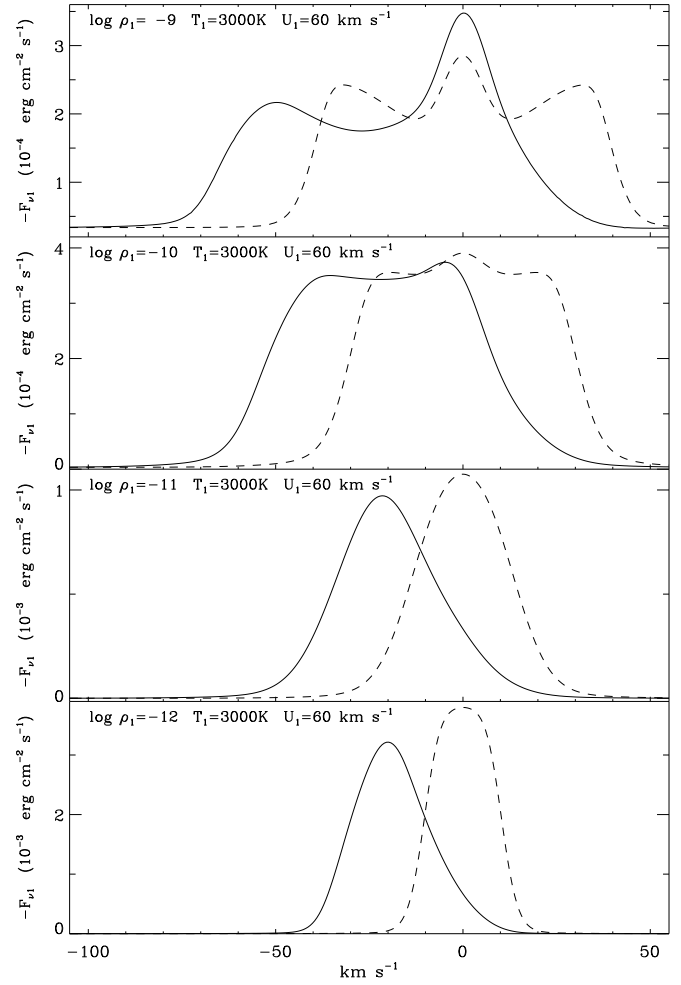 log ρ₁= −9 T₁=3000K U₁=60 km s⁻¹
3
2
1
−Fᵥ₁ (10⁻⁴ erg cm⁻² s⁻¹)
log ρ₁=−10 T₁=3000K U₁=60 km s⁻¹
4
2
0
−Fᵥ₁ (10⁻⁴ erg cm⁻² s⁻¹)
log ρ₁=−11 T₁=3000K U₁=60 km s⁻¹
1
0
−Fᵥ₁ (10⁻³ erg cm⁻² s⁻¹)
log ρ₁=−12 T₁=3000K U₁=60 km s⁻¹
2
0
−Fᵥ₁ (10⁻³ erg cm⁻² s⁻¹)
−100 −50 0 50
km s⁻¹